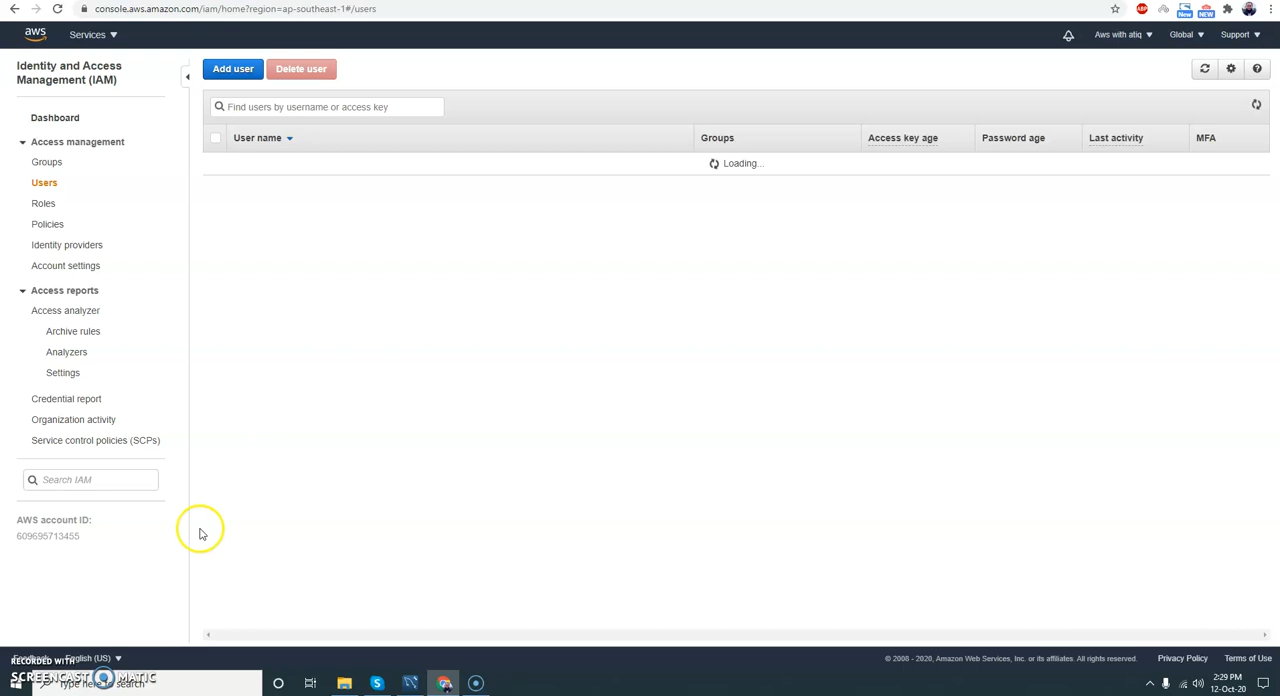 console.aws.amazon.com/iam/home?region=ap-southeast-1#/users
ABP
New
NEW
aws
Services
Aws with atiq
Global
Support
Identity and Access
Management (IAM)
Add user
Delete user
Dashboard
Find users by username or access key
Access management
User name
Groups
Access key age
Password age
Last activity
MFA
Groups
Loading...
Users
Roles
Policies
Identity providers
Account settings
Access reports
Access analyzer
Archive rules
Analyzers
Settings
Credential report
Organization activity
Service control policies (SCPs)
Search IAM
AWS account ID:
609695713455
Feedback
English (US)
© 2008 - 2020, Amazon Web Services, Inc. or its affiliates. All rights reserved.
Privacy Policy
Terms of Use
RECORDED WITH
SCREENCAST MATIC
Type here to search
2:29 PM
12-Oct-20